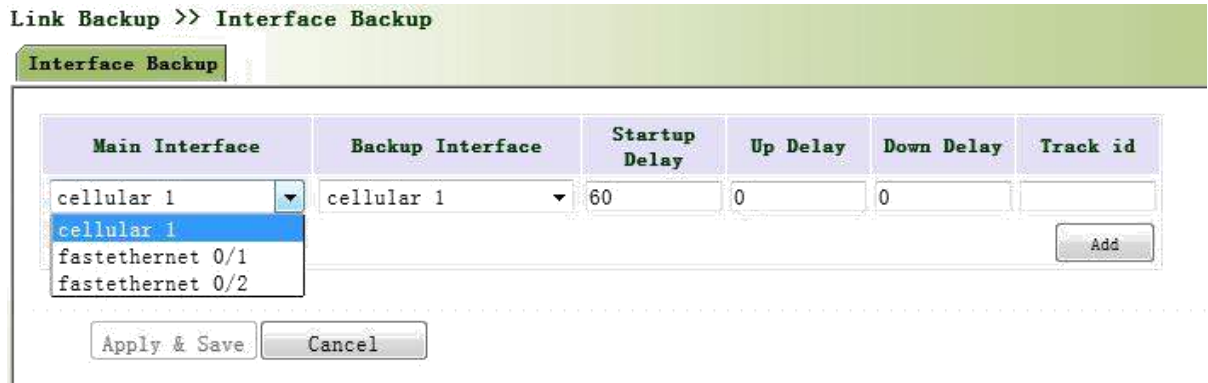 Link Backup >> Interface Backup
Interface Backup
Main Interface Backup Interface Startup Delay Up Delay Down Delay Track id
cellular 1 cellular 1 60 0 0
cellular 1
fastethernet 0/1
fastethernet 0/2
Add
Apply & Save Cancel